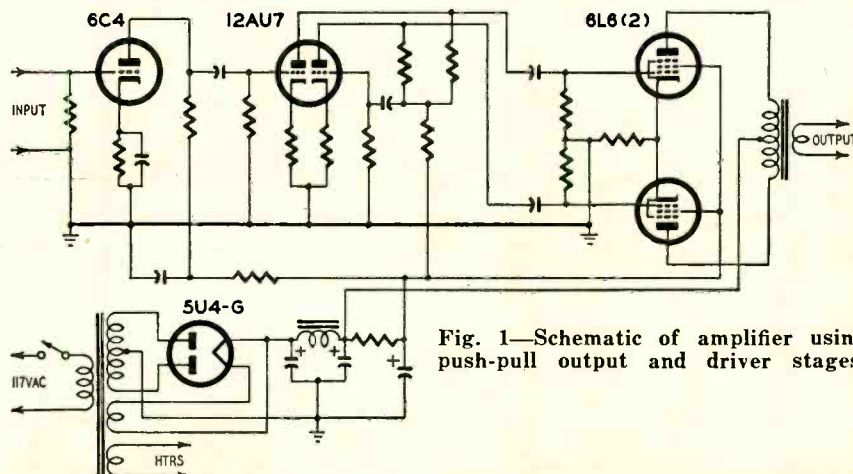 6C4
12AU7
6L6(2)
INPUT
OUTPUT
5U4-G
117VAC
HTRS
+
+
+
Fig. 1—Schematic of amplifier usin
push-pull output and driver stages